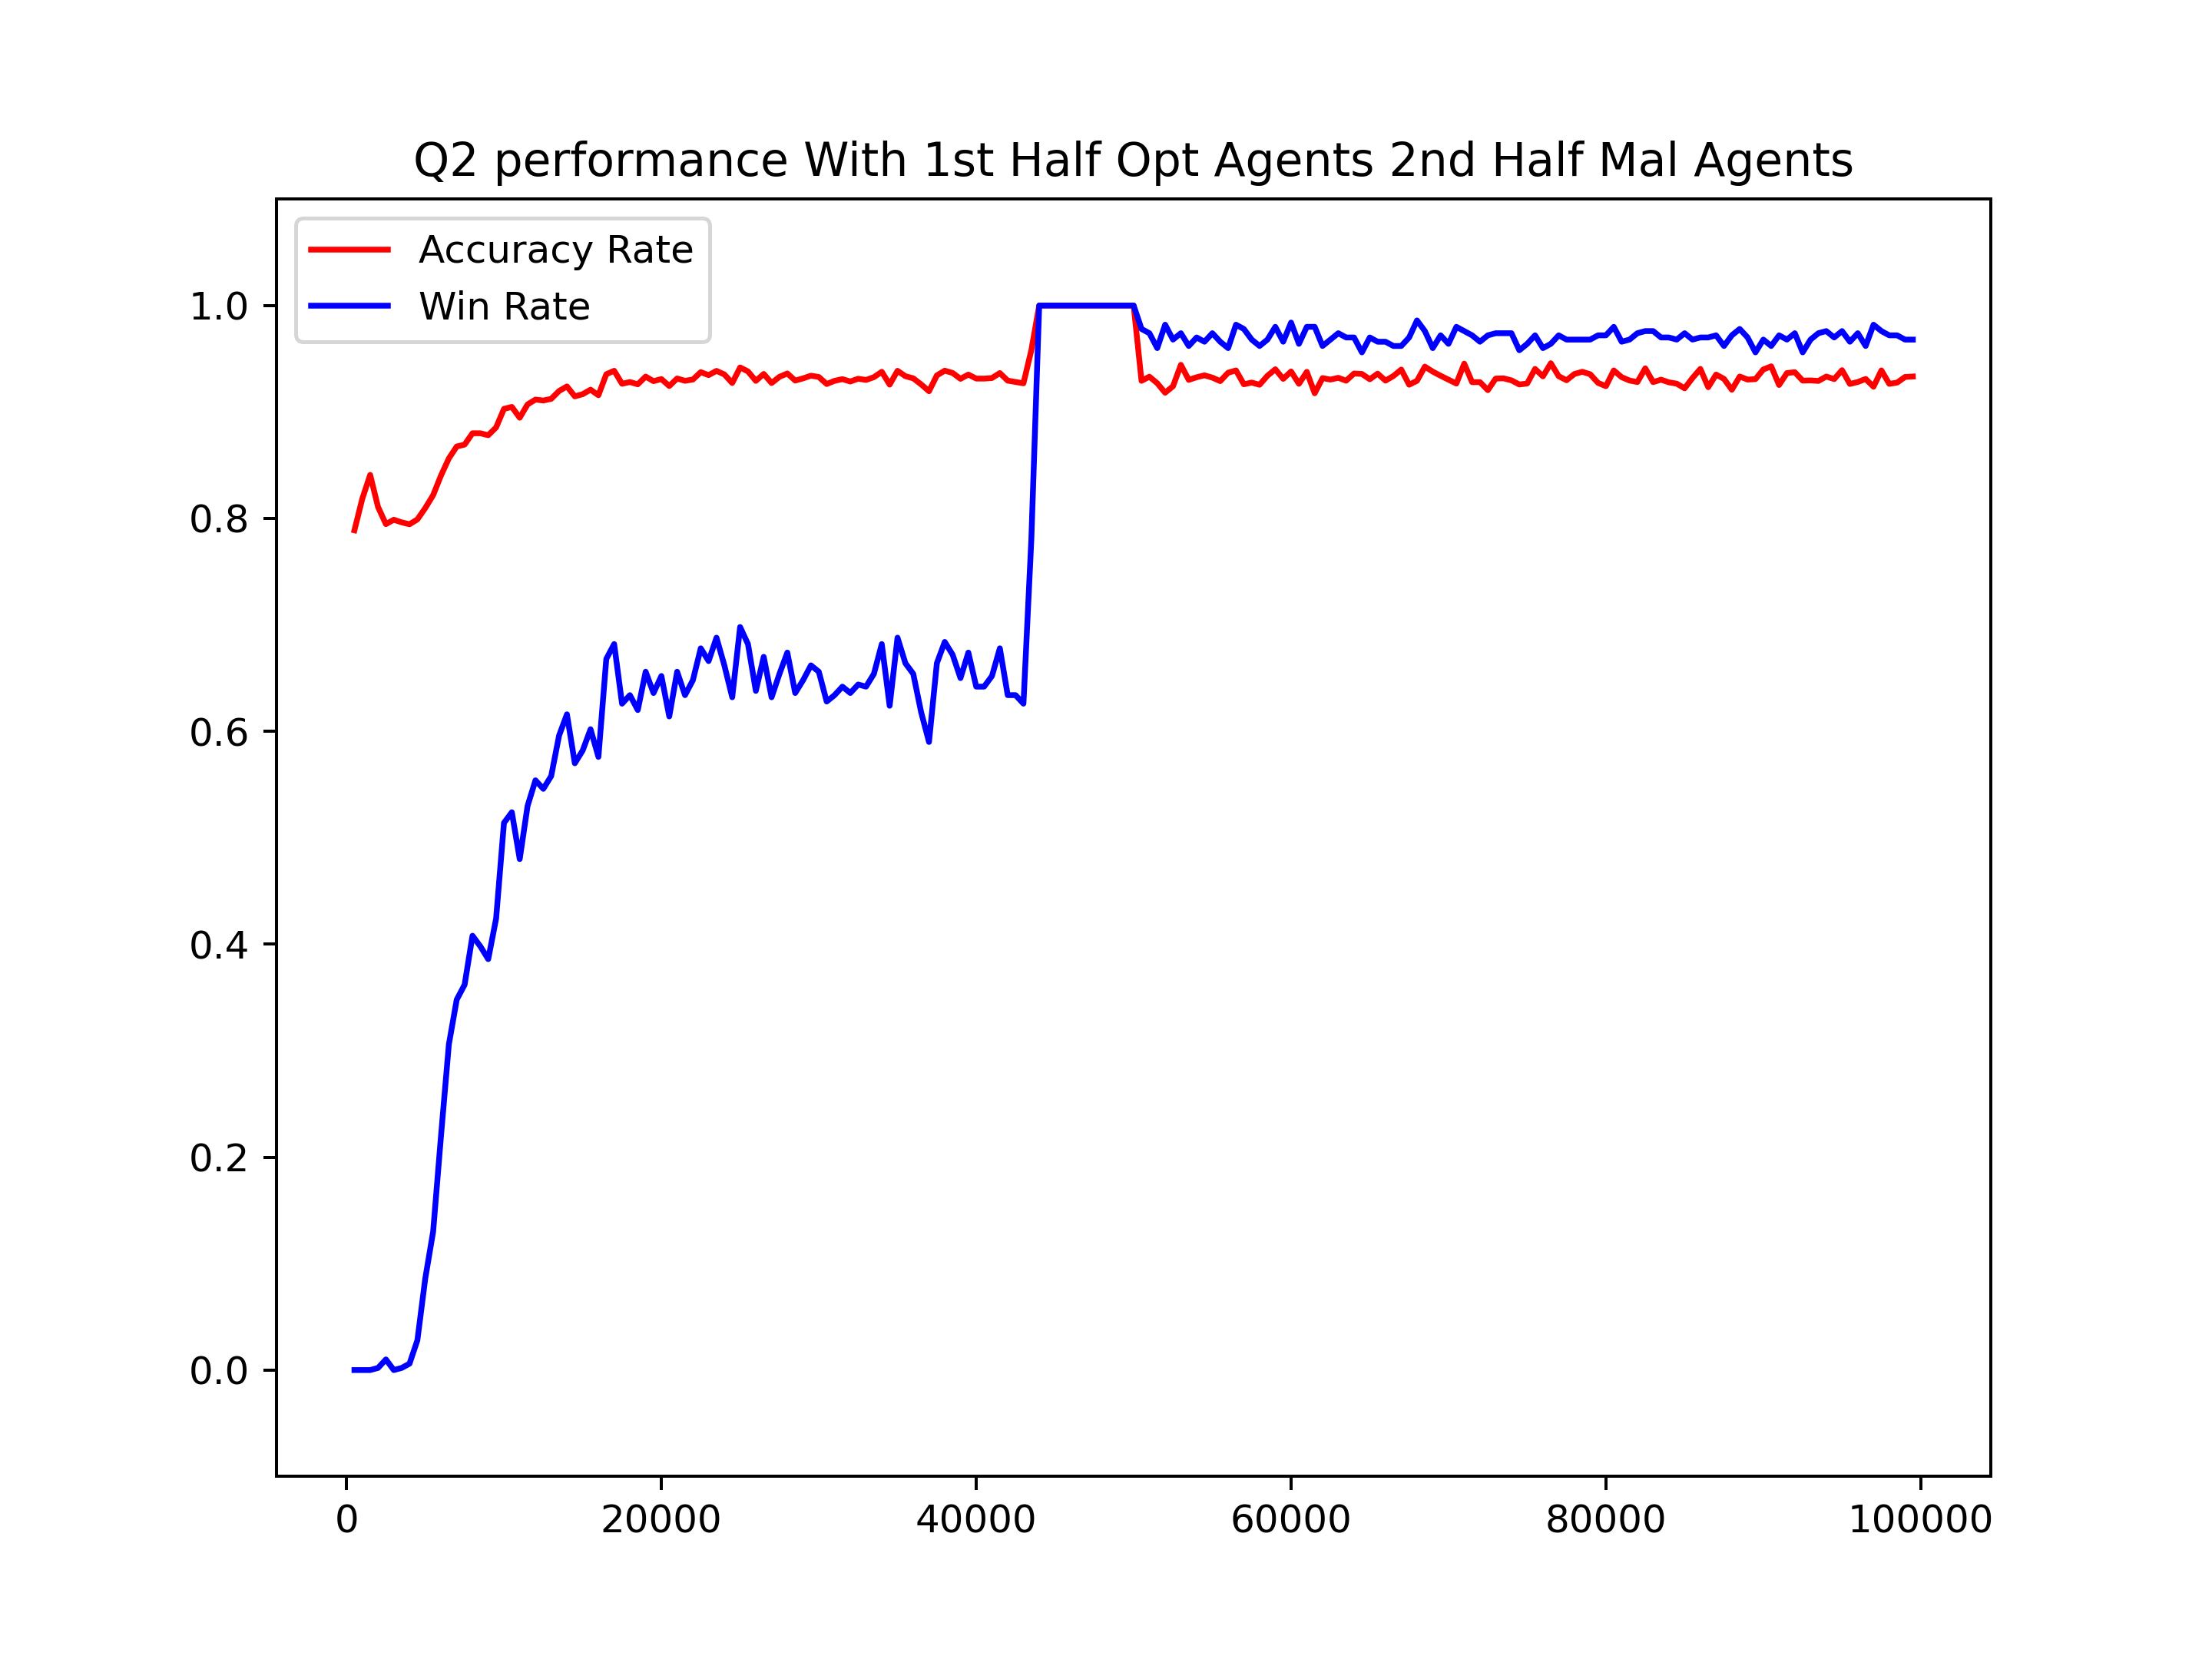 Q2 performance With 1st Half Opt Agents 2nd Half Mal Agents
Accuracy Rate
Win Rate
1.0
0.8
0.6
0.4
0.2
0.0
0 20000 40000 60000 80000 100000